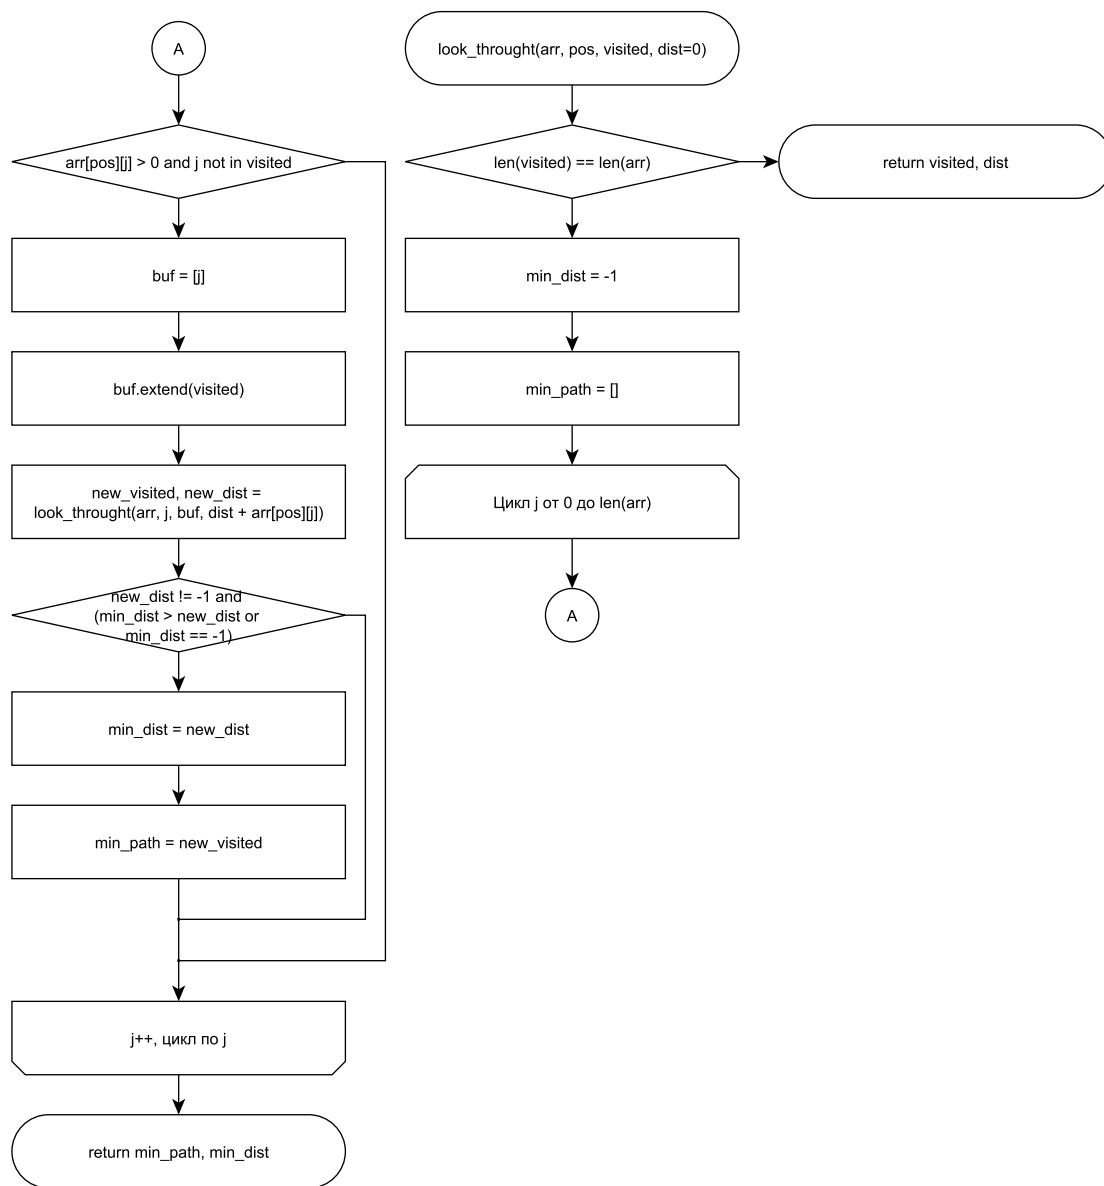 A
arr[pos][j] > 0 and j not in visited
buf = [j]
buf.extend(visited)
new_visited, new_dist =
look_throught(arr, j, buf, dist + arr[pos][j])
new_dist != -1 and
(min_dist > new_dist or
min_dist == -1)
min_dist = new_dist
min_path = new_visited
j++, цикл по j
return min_path, min_dist
look_throught(arr, pos, visited, dist=0)
len(visited) == len(arr)
return visited, dist
min_dist = -1
min_path = []
Цикл j от 0 до len(arr)
A